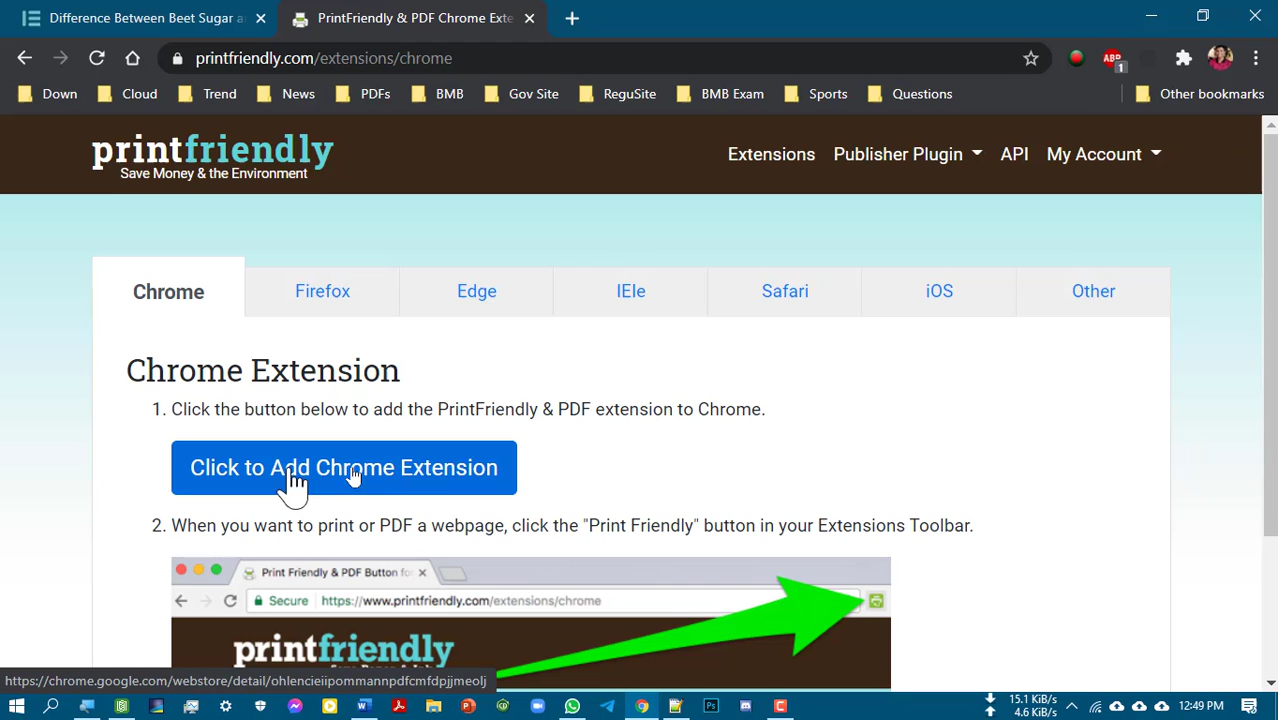 Difference Between Beet Sugar a
PrintFriendly & PDF Chrome Exte
printfriendly.com/extensions/chrome
ABP
1
Down
Cloud
Trend
News
PDFs
BMB
Gov Site
ReguSite
BMB Exam
Sports
Questions
Other bookmarks
printfriendly
Save Money & the Environment
Extensions
Publisher Plugin
API
My Account
Chrome
Firefox
Edge
IEIe
Safari
iOS
Other
Chrome Extension
1. Click the button below to add the PrintFriendly & PDF extension to Chrome.
Click to Add Chrome Extension
2. When you want to print or PDF a webpage, click the "Print Friendly" button in your Extensions Toolbar.
Print Friendly & PDF Button fo
Secure
https://www.printfriendly.com/extensions/chrome
printfriendly
https://chrome.google.com/webstore/detail/ohlencieiipommannpdfcmfdpjjmeolj
15.1 KiB/s
4.6 KiB/s
12:49 PM